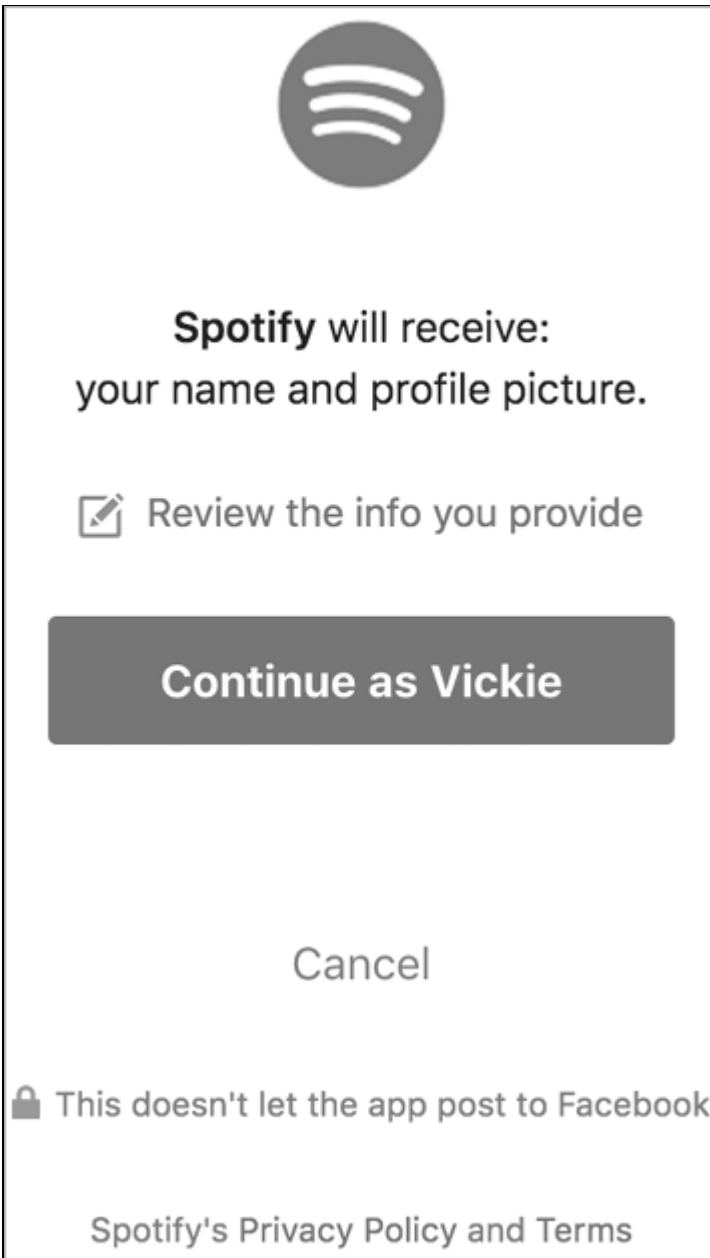 Spotify will receive:
your name and profile picture.
Review the info you provide
Continue as Vickie
Cancel
This doesn't let the app post to Facebook
Spotify's Privacy Policy and Terms